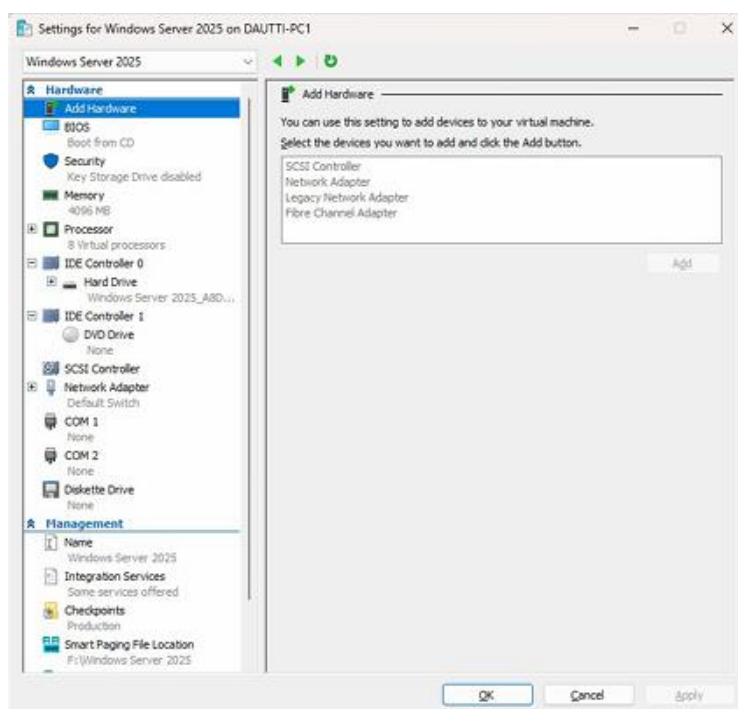 Settings for Windows Server 2025 on DAUTTI-PC1
Windows Server 2025
Hardware
Add Hardware
BIOS
Boot from CD
Security
Key Storage Drive disabled
Memory
4096 MB
Processor
8 Virtual processors
IDE Controller 0
Hard Drive
Windows Server 2025_A8D...
IDE Controller 1
DVD Drive
None
SCSI Controller
Network Adapter
Default Switch
COM 1
None
COM 2
None
Diskette Drive
None
Management
Name
Windows Server 2025
Integration Services
Some services offered
Checkpoints
Production
Smart Paging File Location
F:\Windows Server 2025
Add Hardware
You can use this setting to add devices to your virtual machine.
Select the devices you want to add and click the Add button.
SCSI Controller
Network Adapter
Legacy Network Adapter
Fibre Channel Adapter
Add
OK
Cancel
Apply